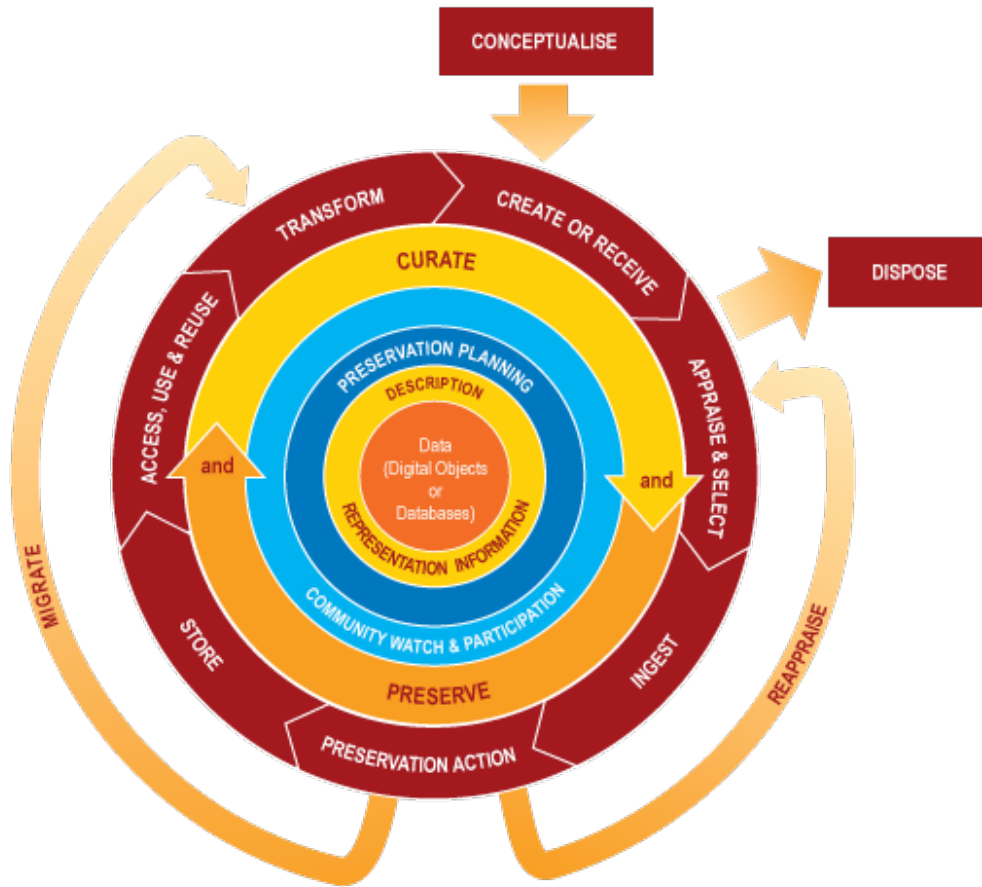 CONCEPTUALISE
DISPOSE
TRANSFORM
CREATE OR RECEIVE
APPRAISE & SELECT
INGEST
PRESERVATION ACTION
STORE
ACCESS, USE & REUSE
MIGRATE
REAPPRAISE
CURATE
and
PRESERVE
and
COMMUNITY WATCH & PARTICIPATION
PRESERVATION PLANNING
DESCRIPTION
REPRESENTATION INFORMATION
Data
(Digital Objects
or
Databases)